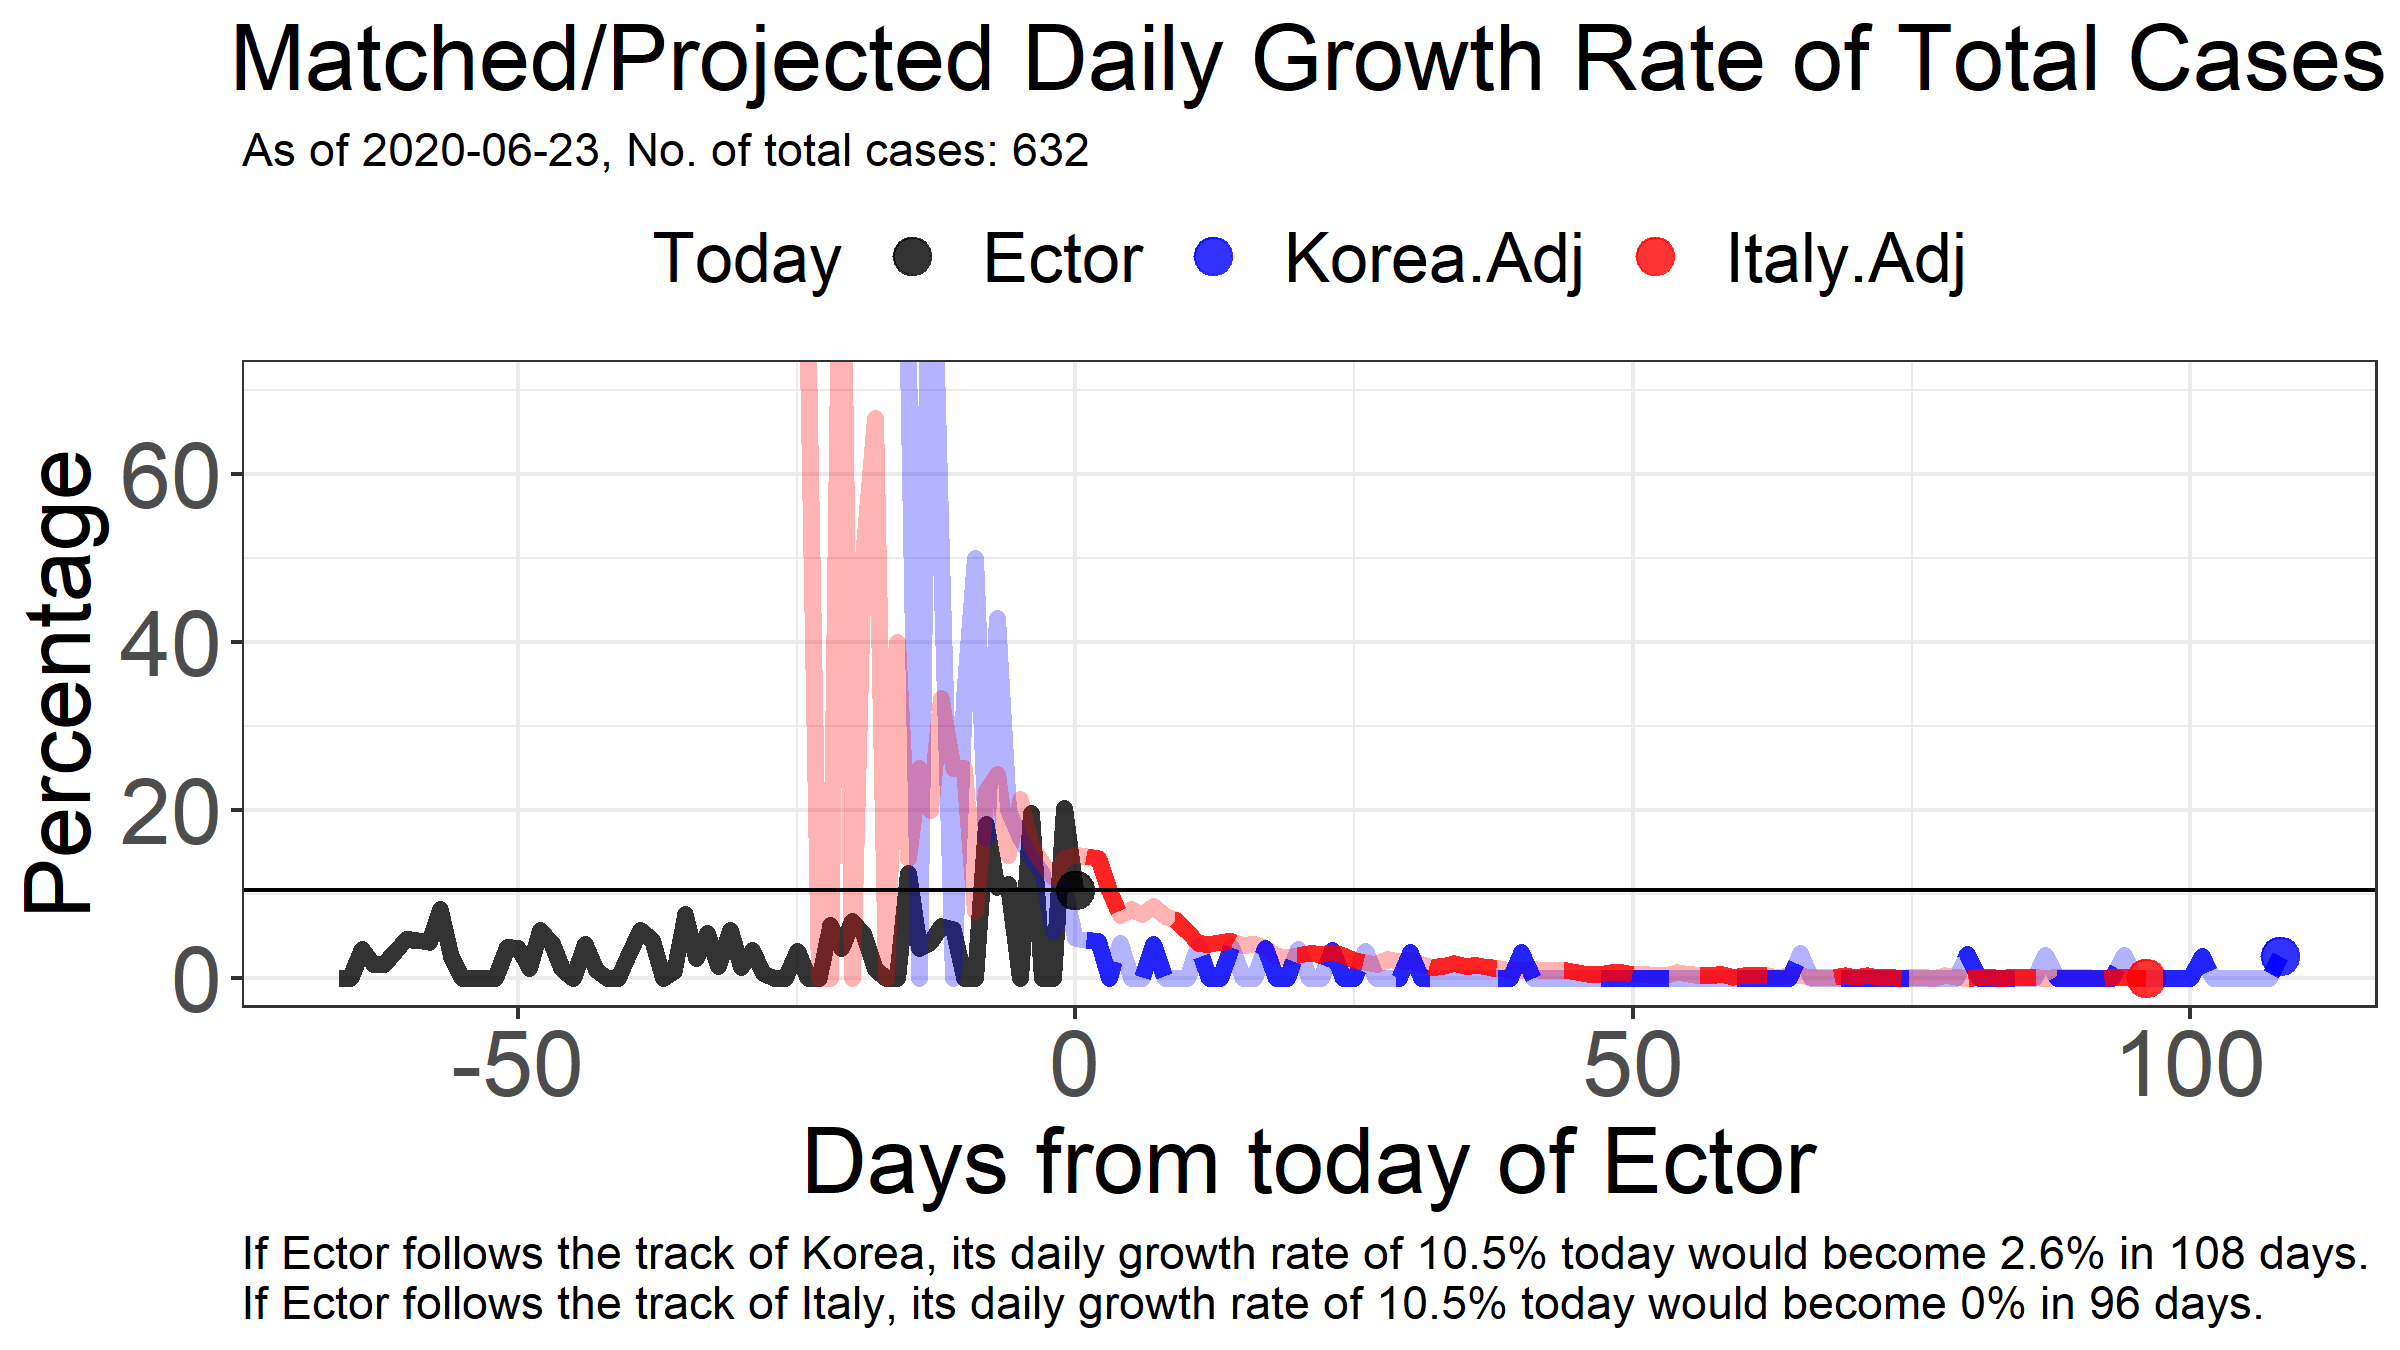 Matched/Projected Daily Growth Rate of Total Cases
As of 2020-06-23, No. of total cases: 632
Today Ector Korea.Adj Italy.Adj
Percentage
60
40
20
0
-50 0 50 100
Days from today of Ector
If Ector follows the track of Korea, its daily growth rate of 10.5% today would become 2.6% in 108 days.
If Ector follows the track of Italy, its daily growth rate of 10.5% today would become 0% in 96 days.